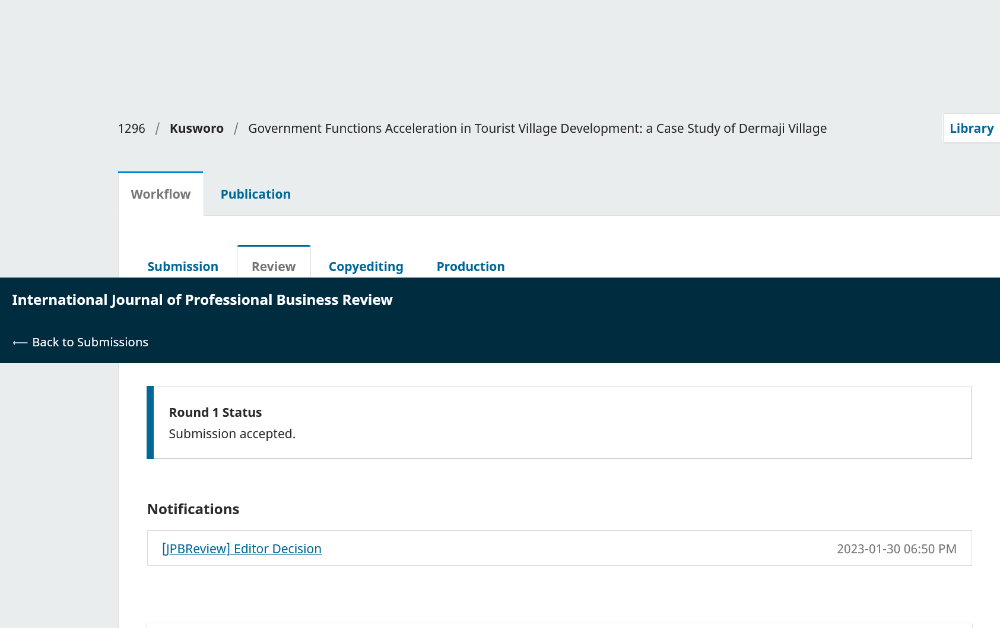 1296 / Kusworo / Government Functions Acceleration in Tourist Village Development: a Case Study of Dermaji Village
Library
Workflow
Publication
Submission
Review
Copyediting
Production
International Journal of Professional Business Review
⟵ Back to Submissions
Round 1 Status
Submission accepted.
Notifications
[JPBReview] Editor Decision
2023-01-30 06:50 PM